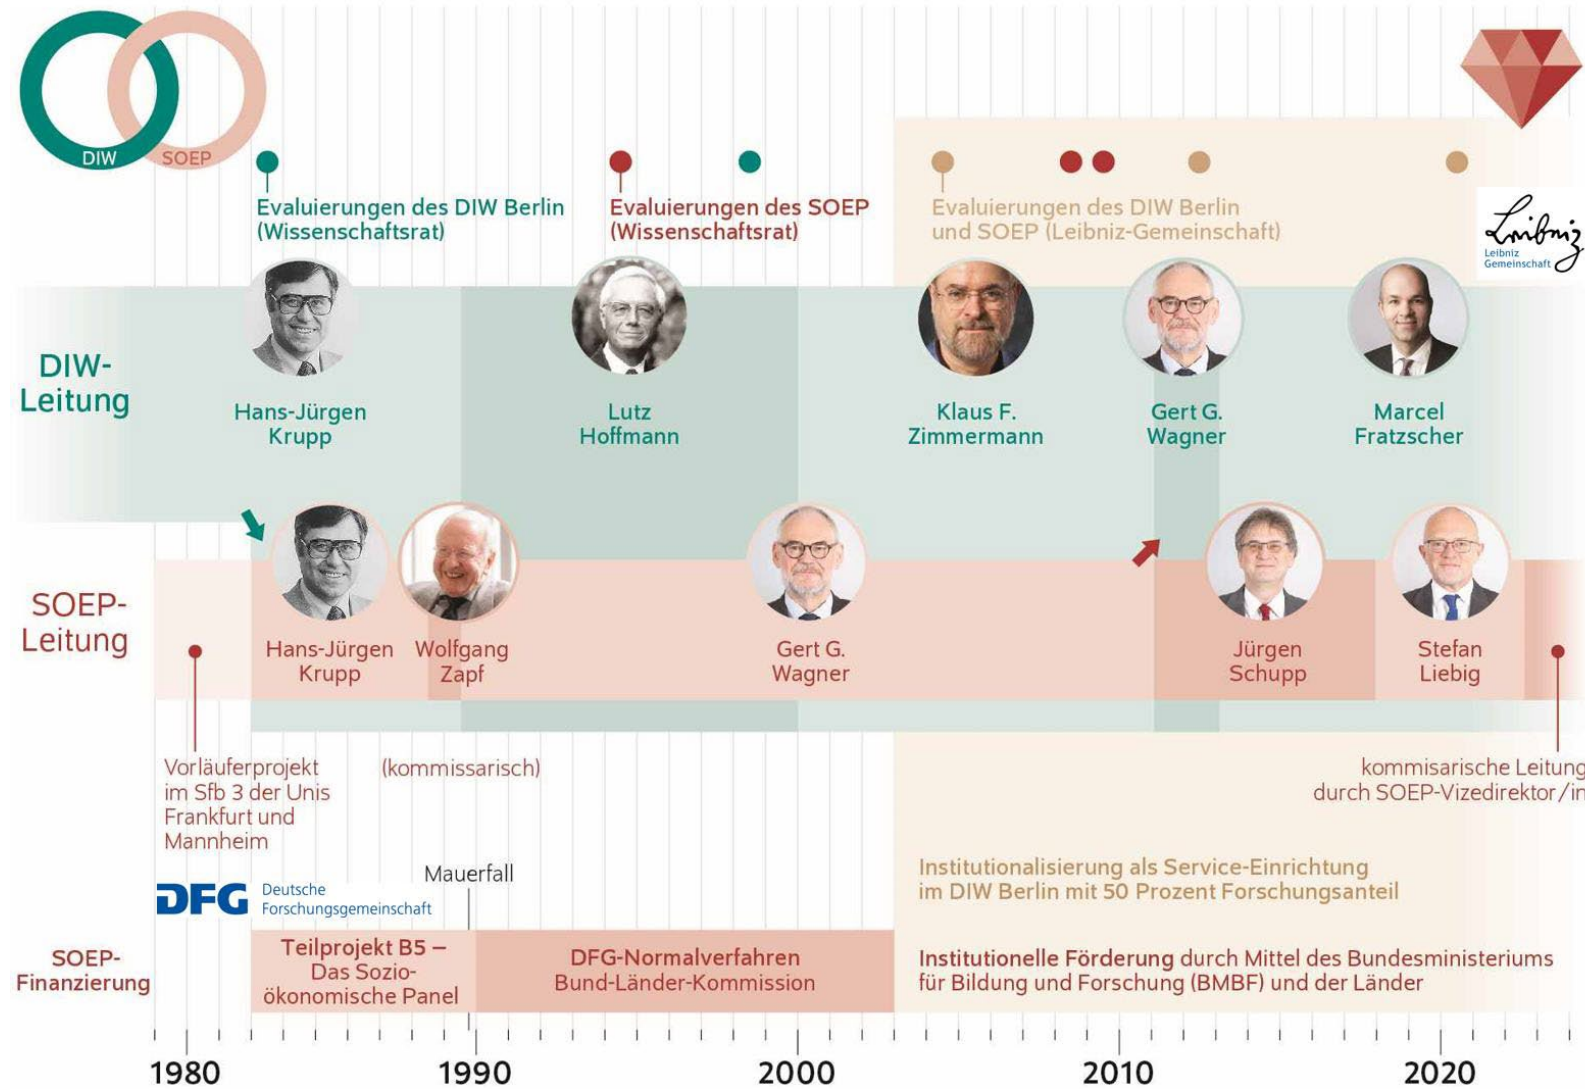 DIW
SOEP
Evaluierungen des DIW Berlin
(Wissenschaftsrat)
Evaluierungen des SOEP
(Wissenschaftsrat)
Evaluierungen des DIW Berlin
und SOEP (Leibniz-Gemeinschaft)
Leibniz
Leibniz
Gemeinschaft
DIW-
Leitung
Hans-Jürgen
Krupp
Lutz
Hoffmann
Klaus F.
Zimmermann
Gert G.
Wagner
Marcel
Fratzscher
SOEP-
Leitung
Hans-Jürgen
Krupp
Wolfgang
Zapf
Gert G.
Wagner
Jürgen
Schupp
Stefan
Liebig
Vorläuferprojekt
im Sfb 3 der Unis
Frankfurt und
Mannheim
(kommissarisch)
kommisarische Leitung
durch SOEP-Vizedirektor/in
Mauerfall
Institutionalisierung als Service-Einrichtung
im DIW Berlin mit 50 Prozent Forschungsanteil
DFG
Deutsche
Forschungsgemeinschaft
SOEP-
Finanzierung
Teilprojekt B5 –
Das Sozio-
ökonomische Panel
DFG-Normalverfahren
Bund-Länder-Kommission
Institutionelle Förderung durch Mittel des Bundesministeriums
für Bildung und Forschung (BMBF) und der Länder
1980
1990
2000
2010
2020